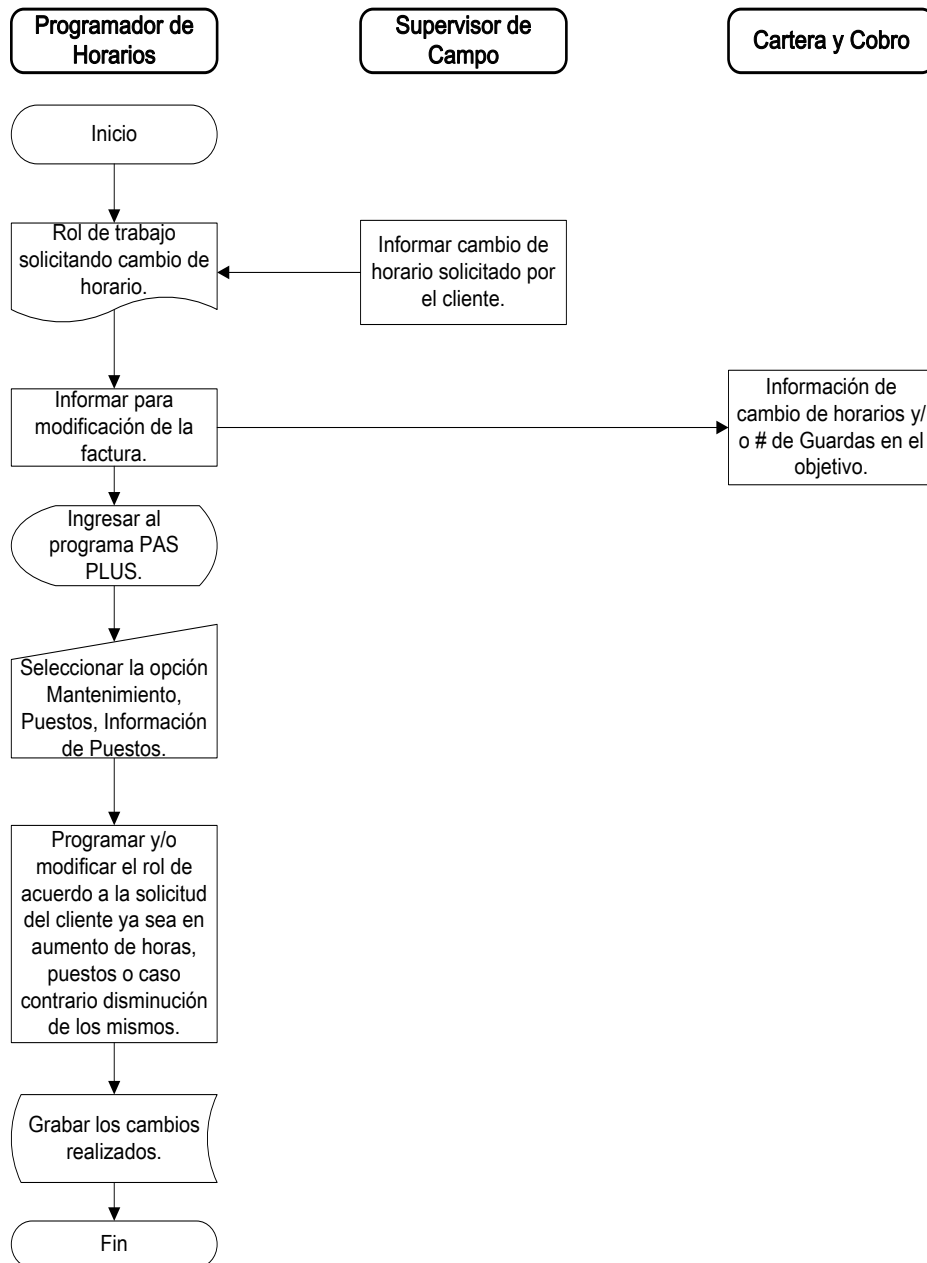 Programador de
Horarios
Supervisor de
Campo
Cartera y Cobro
Inicio
Rol de trabajo
solicitando cambio de
horario.
Informar cambio de
horario solicitado por
el cliente.
Informar para
modificación de la
factura.
Información de
cambio de horarios y/
o # de Guardas en el
objetivo.
Ingresar al
programa PAS
PLUS.
Seleccionar la opción
Mantenimiento,
Puestos, Información
de Puestos.
Programar y/o
modificar el rol de
acuerdo a la solicitud
del cliente ya sea en
aumento de horas,
puestos o caso
contrario disminución
de los mismos.
Grabar los cambios
realizados.
Fin